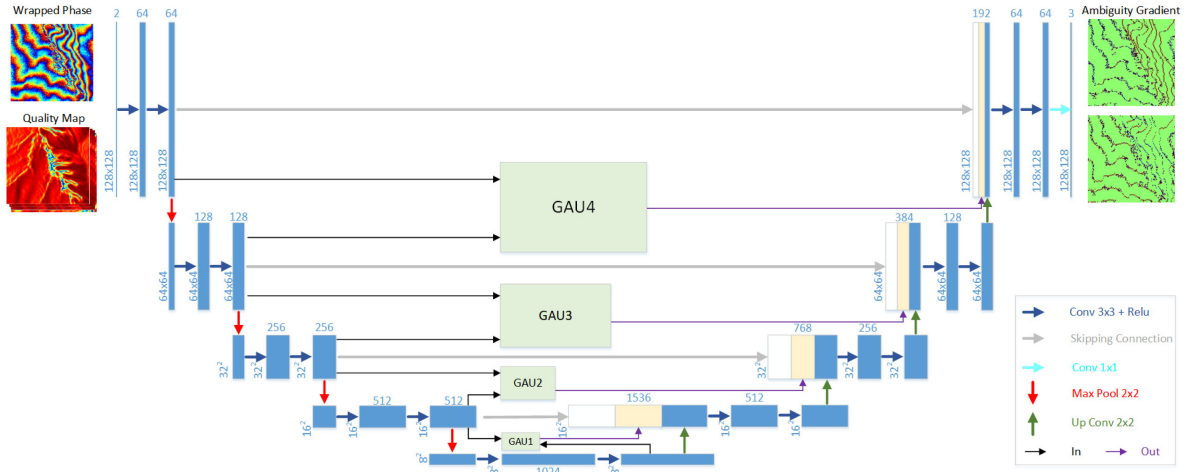 Wrapped Phase
Quality Map
2
64
64
128x128
128x128
128x128
192
64
64
3
128x128
128x128
128x128
128x128
Ambiguity Gradient
GAU4
128
128
64x64
64x64
64x64
384
128
64x64
64x64
64x64
GAU3
256
256
32²
32²
32²
768
256
32²
32²
32²
GAU2
512
512
16²
16²
16²
1536
512
16²
16²
16²
GAU1
8²
8²
1024
8²
Conv 3x3 + Relu
Skipping Connection
Conv 1x1
Max Pool 2x2
Up Conv 2x2
In
Out